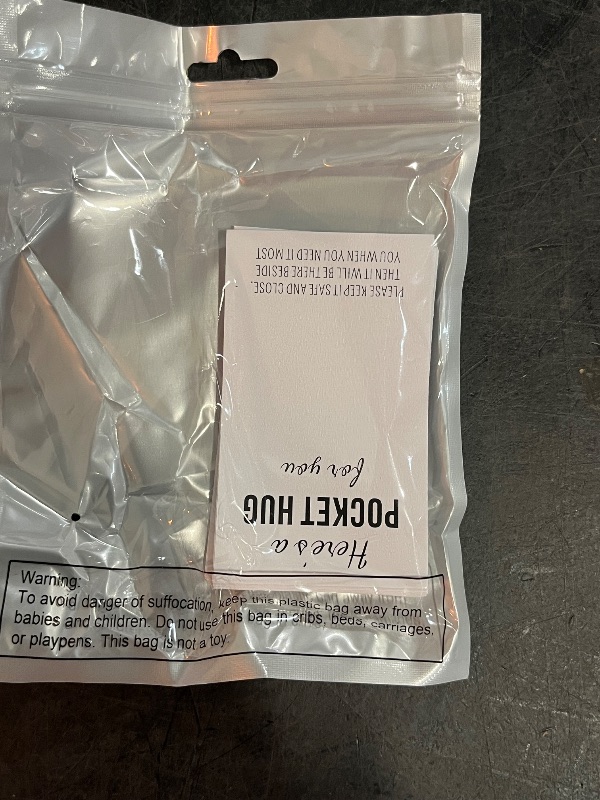 Here's a
POCKET HUG
for you
PLEASE KEEP IT SAFE AND CLOSE.
THEN IT WILL BE THERE BESIDE
YOU WHEN YOU NEED IT MOST
Warning:
To avoid danger of suffocation, keep this plastic bag away from
babies and children. Do not use this bag in cribs, beds, carriages,
or playpens. This bag is not a toy.